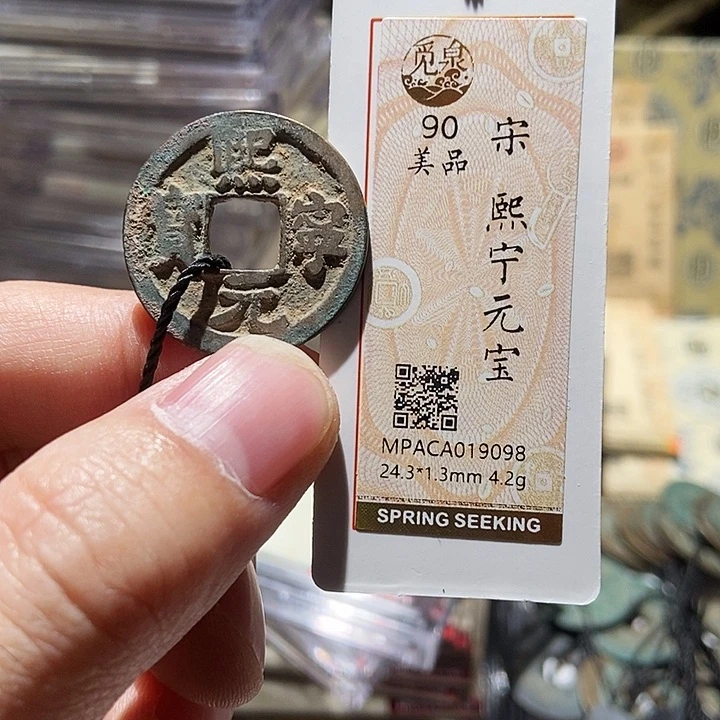 熙寧元寶
觅泉
90
美品
宋 熙宁元宝
MPACA019098
24.3*1.3mm 4.2g
SPRING SEEKING